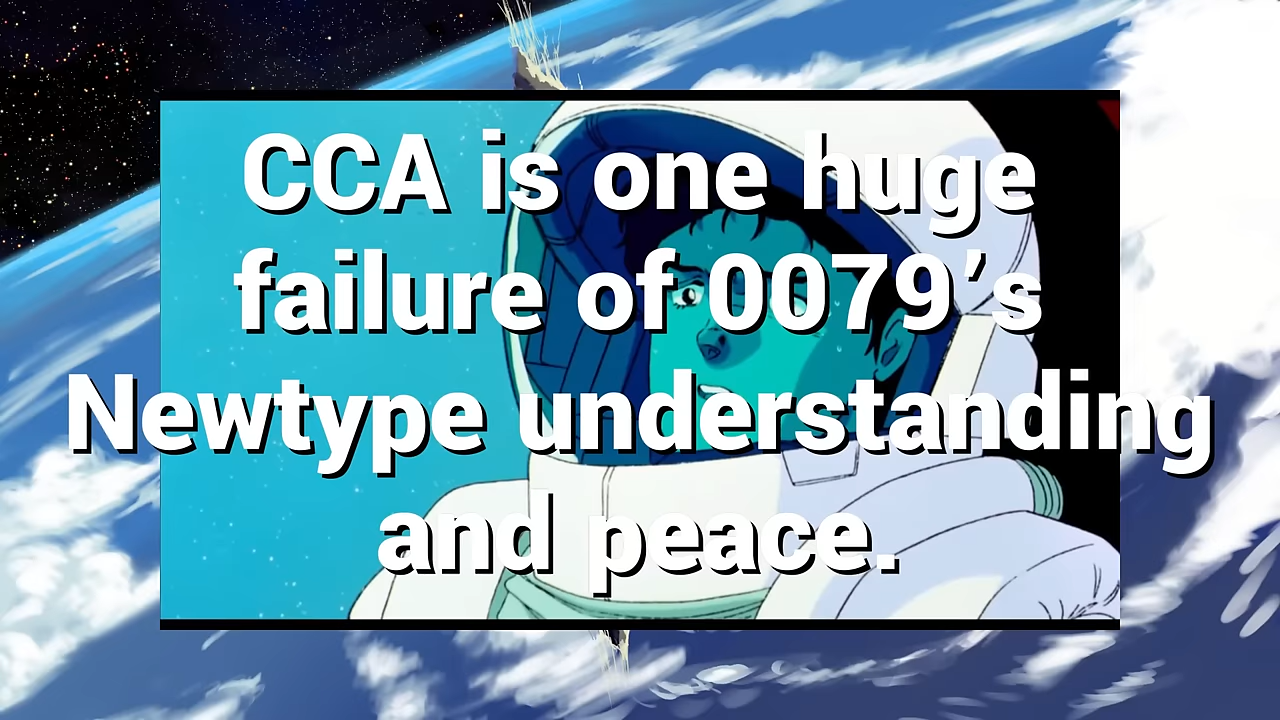 CCA is one huge
failure of 0079’s
Newtype understanding
and peace.